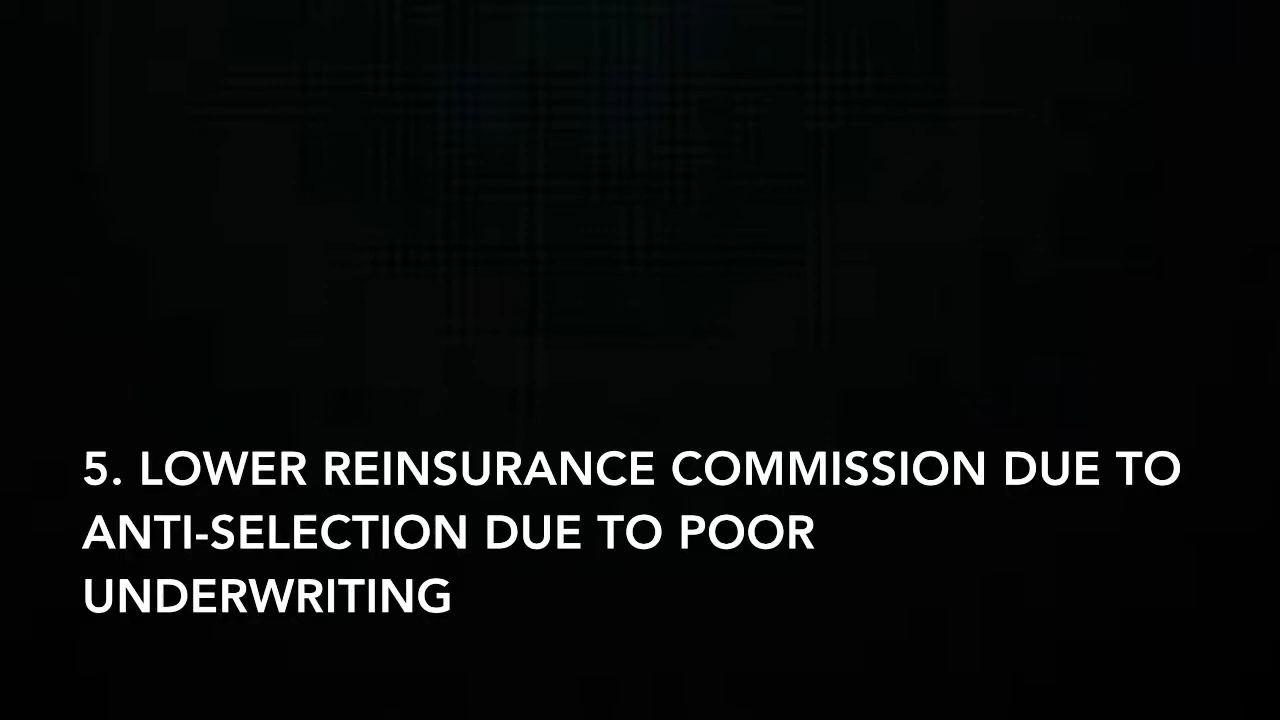 5. LOWER REINSURANCE COMMISSION DUE TO
ANTI-SELECTION DUE TO POOR
UNDERWRITING